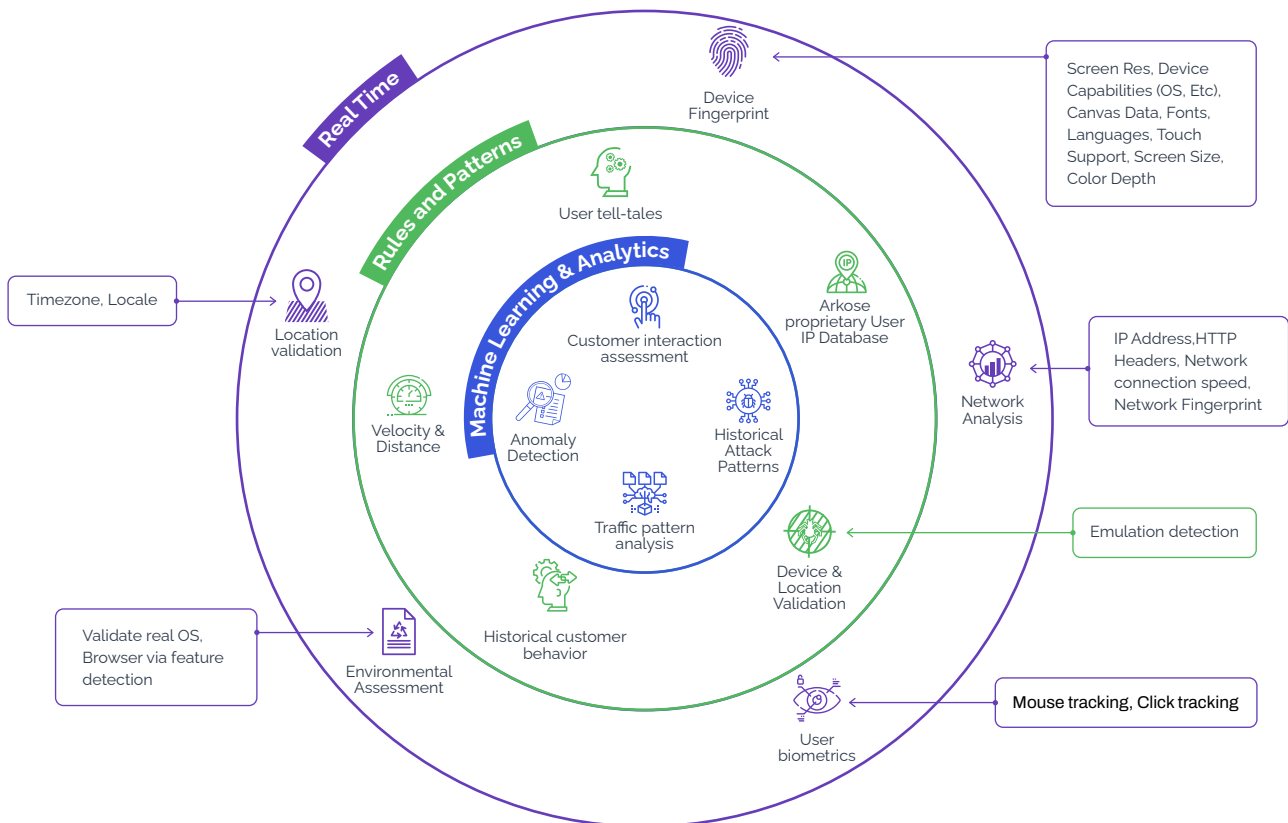 Real Time
Device
Fingerprint
Screen Res, Device
Capabilities (OS, Etc),
Canvas Data, Fonts,
Languages, Touch
Support, Screen Size,
Color Depth
Rules and Patterns
User tell-tales
Machine Learning & Analytics
Timezone, Locale
Location
validation
Customer interaction
assessment
IP
Arkose
proprietary User
IP Database
IP Address,HTTP
Headers, Network
connection speed,
Network Fingerprint
Network
Analysis
Velocity &
Distance
Anomaly
Detection
Historical
Attack
Patterns
Traffic pattern
analysis
Emulation detection
Device &
Location
Validation
Historical customer
behavior
Validate real OS,
Browser via feature
detection
Environmental
Assessment
Mouse tracking, Click tracking
User
biometrics